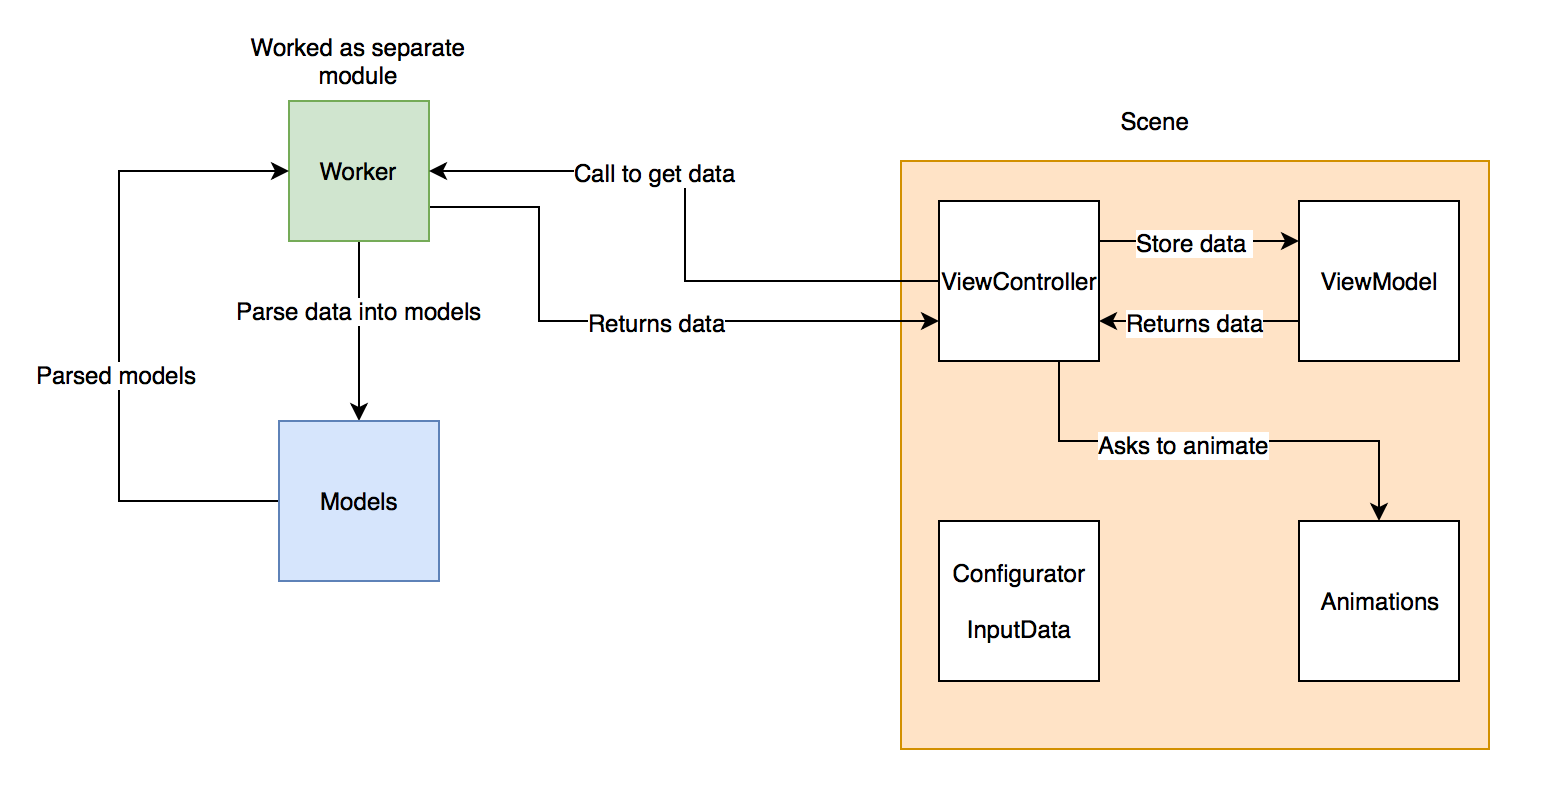 Worked as separate
module
Worker
Call to get data
Parse data into models
Returns data
Parsed models
Models
Scene
ViewController
Store data
ViewModel
Returns data
Asks to animate
Configurator
InputData
Animations